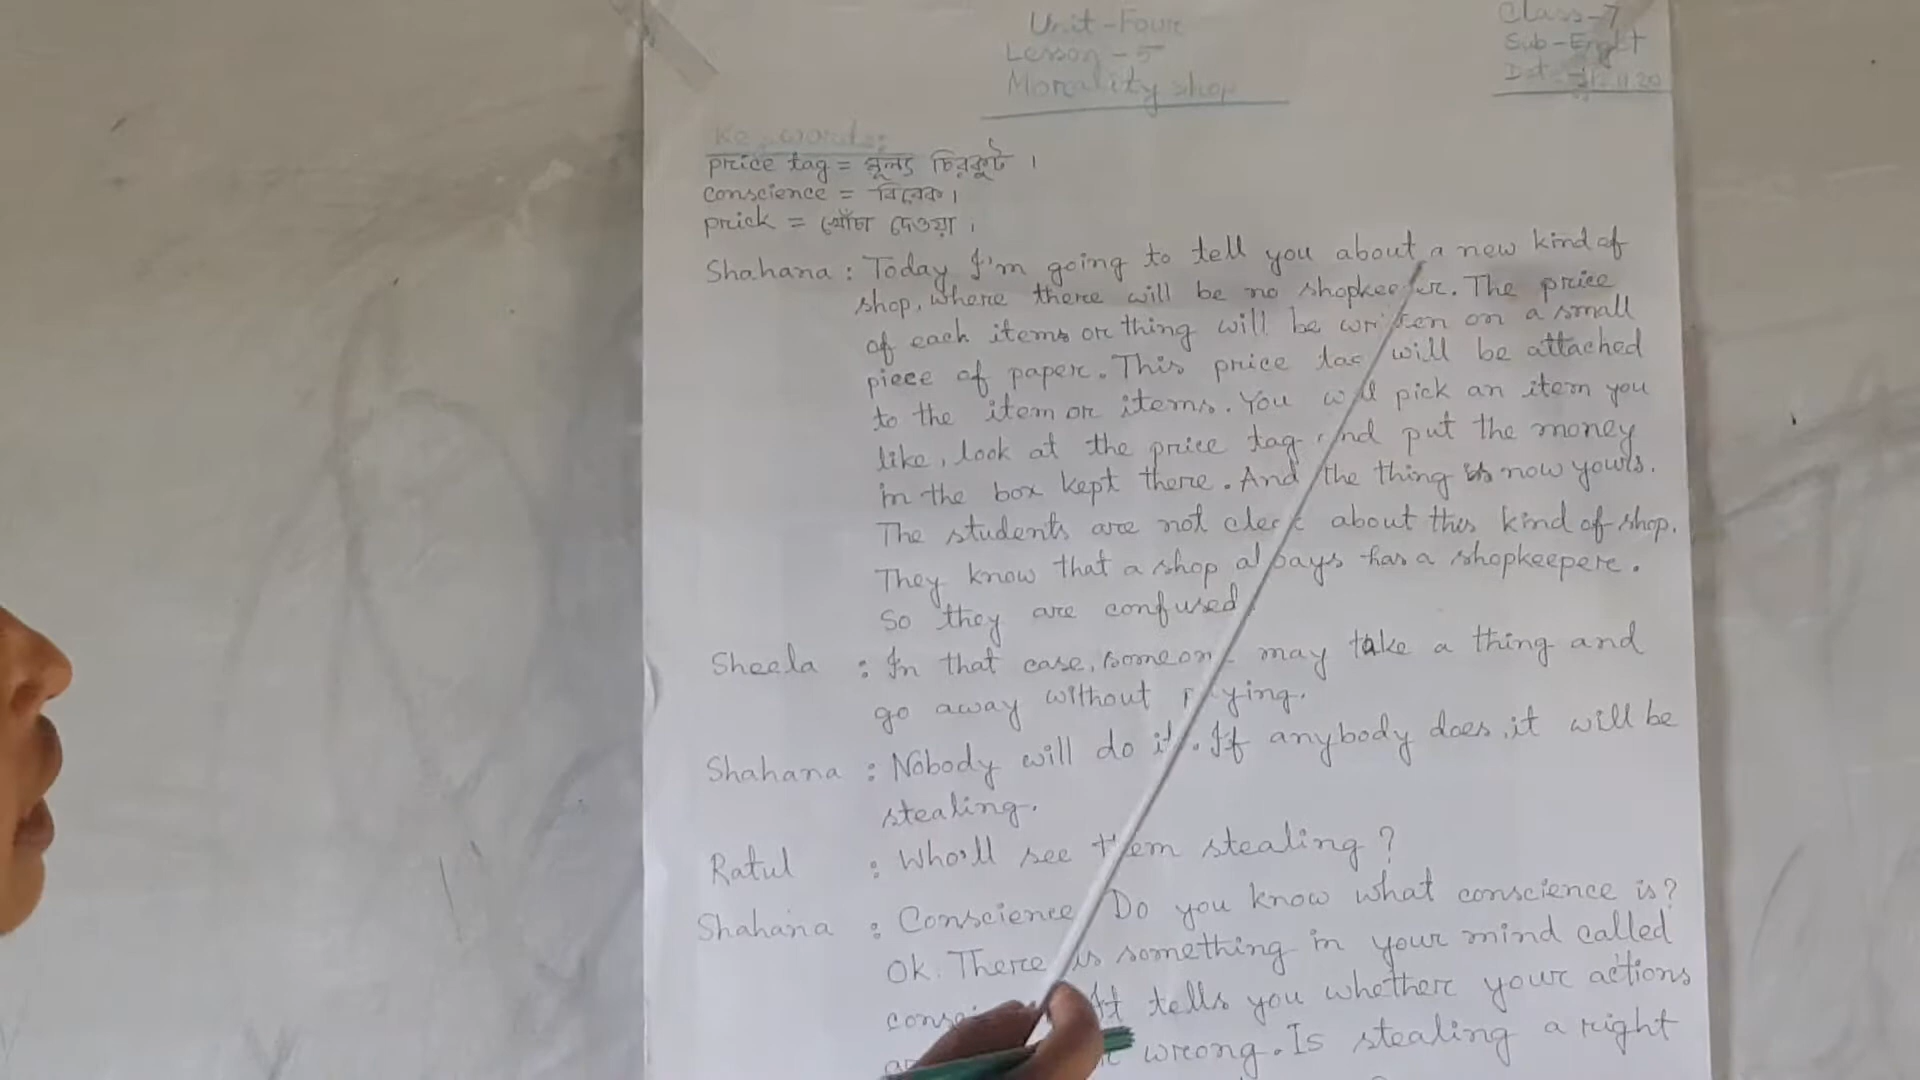 Unit-Four
Lesson - 5
Morality shop
Class-7
Key words:
price tag = মূল্য চিরকুট ।
conscience = বিবেক ।
prick = খোঁচা দেওয়া ।
Shahana : Today I'm going to tell you about a new kind of
shop, where there will be no shopkeeper. The price
of each items or thing will be written on a small
piece of paper. This price tag will be attached
to the item or items. You will pick an item you
like, look at the price tag and put the money
in the box kept there. And the thing is now yours.
The students are not clear about this kind of shop.
They know that a shop always has a shopkeeper.
So they are confused
Sheela : In that case, someone may take a thing and
go away without paying.
Shahana : Nobody will do it. If anybody does, it will be
stealing.
Ratul : Who'll see them stealing ?
Shahana : Conscience Do you know what conscience is?
Ok. There is something in your mind called
It tells you whether your actions
wrong. Is stealing a right